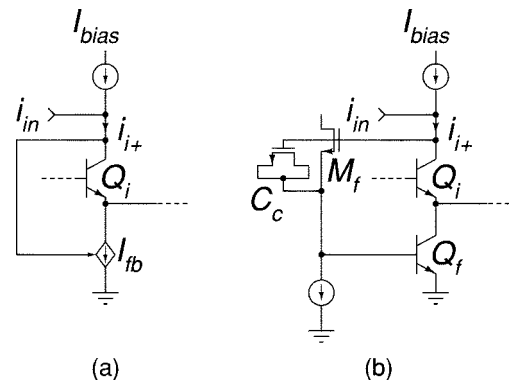 I_bias
i_in
i_i+
Q_i
I_fb
(a)
I_bias
i_in
i_i+
M_f
C_c
Q_i
Q_f
(b)